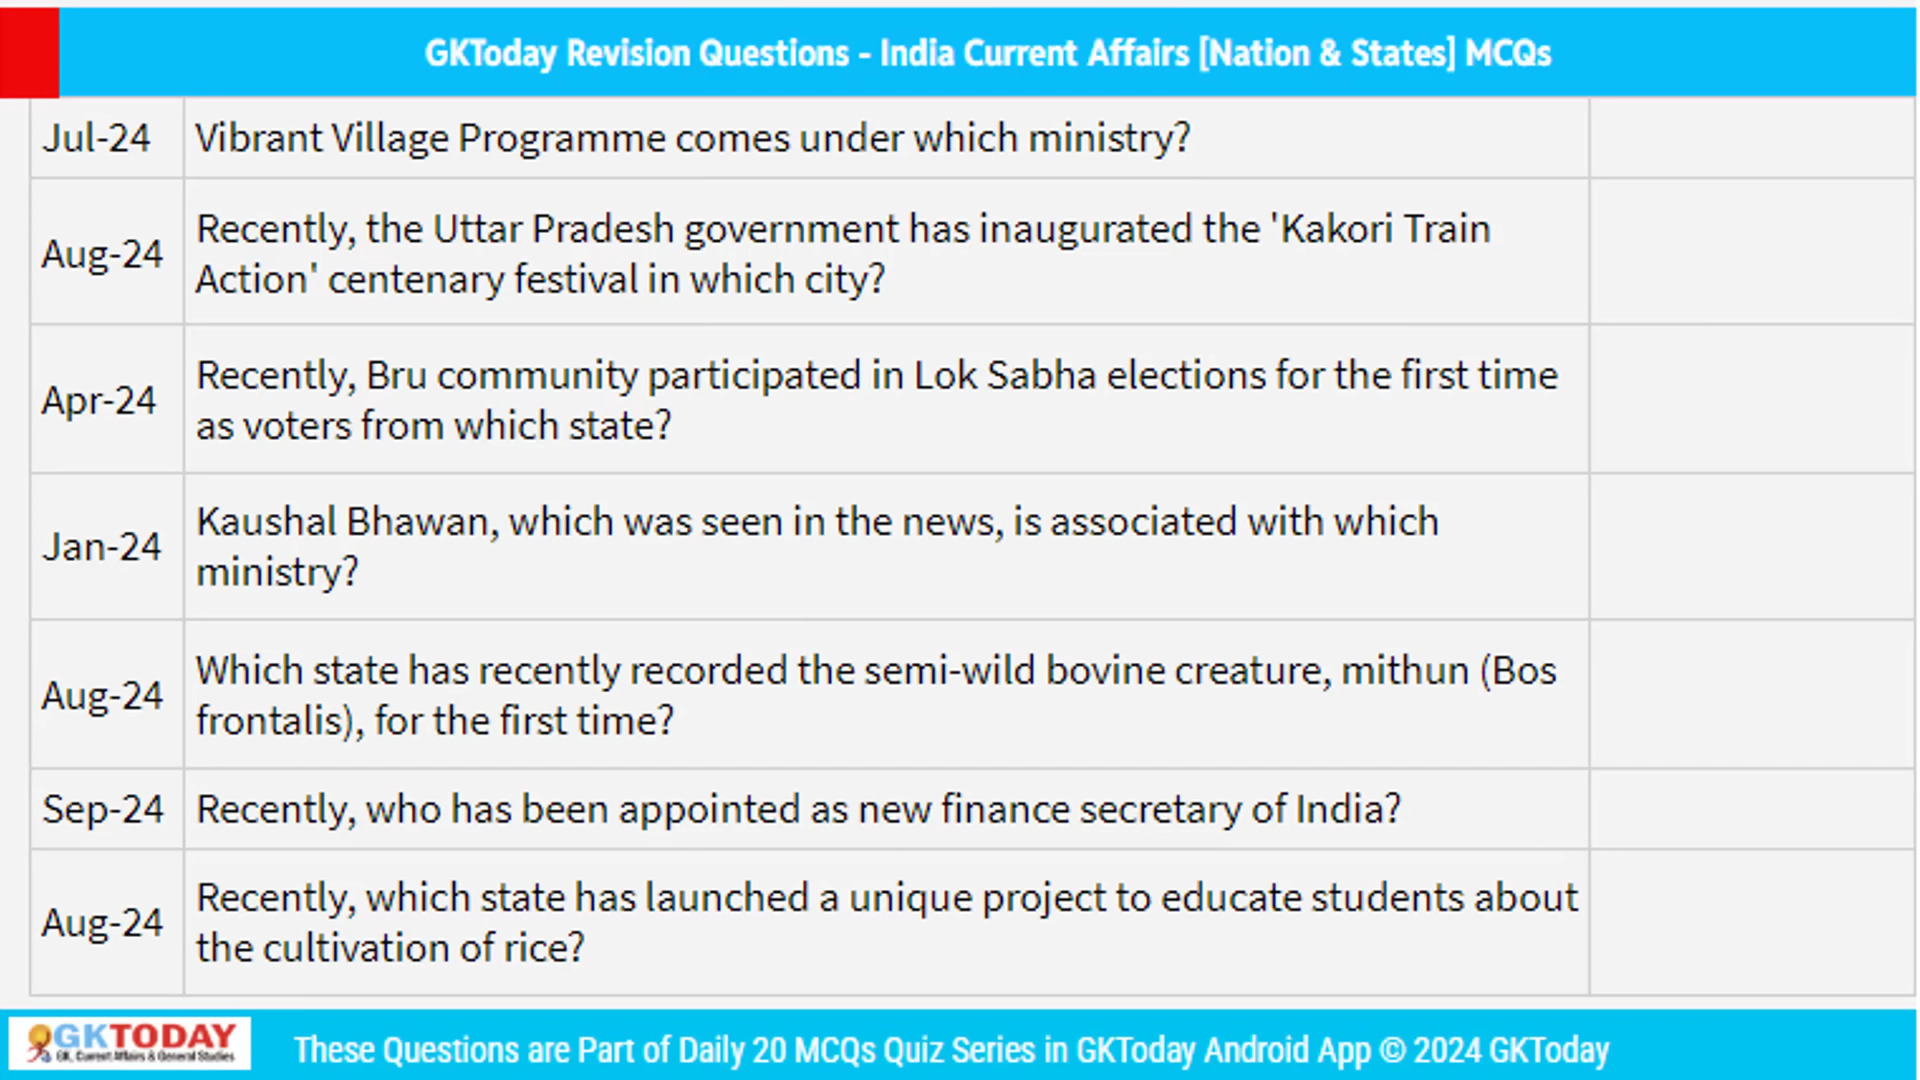 GKToday Revision Questions - India Current Affairs [Nation & States] MCQs
Jul-24 Vibrant Village Programme comes under which ministry?
Aug-24 Recently, the Uttar Pradesh government has inaugurated the 'Kakori Train
Action' centenary festival in which city?
Apr-24 Recently, Bru community participated in Lok Sabha elections for the first time
as voters from which state?
Jan-24 Kaushal Bhawan, which was seen in the news, is associated with which
ministry?
Aug-24 Which state has recently recorded the semi-wild bovine creature, mithun (Bos
frontalis), for the first time?
Sep-24 Recently, who has been appointed as new finance secretary of India?
Aug-24 Recently, which state has launched a unique project to educate students about
the cultivation of rice?
GKTODAY
GK, Current Affairs & General Studies
These Questions are Part of Daily 20 MCQs Quiz Series in GKToday Android App © 2024 GKToday